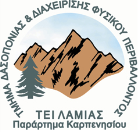 ΤΜΗΜΑ ΔΑΣΟΠΟΝΙΑΣ & ΔΙΑΧΕΙΡΙΣΗΣ ΦΥΣΙΚΟΥ ΠΕΡΙΒΑΛΛΟΝΤΟΣ
ΤΕΙ ΛΑΜΙΑΣ
Παράρτημα Καρπενησίου